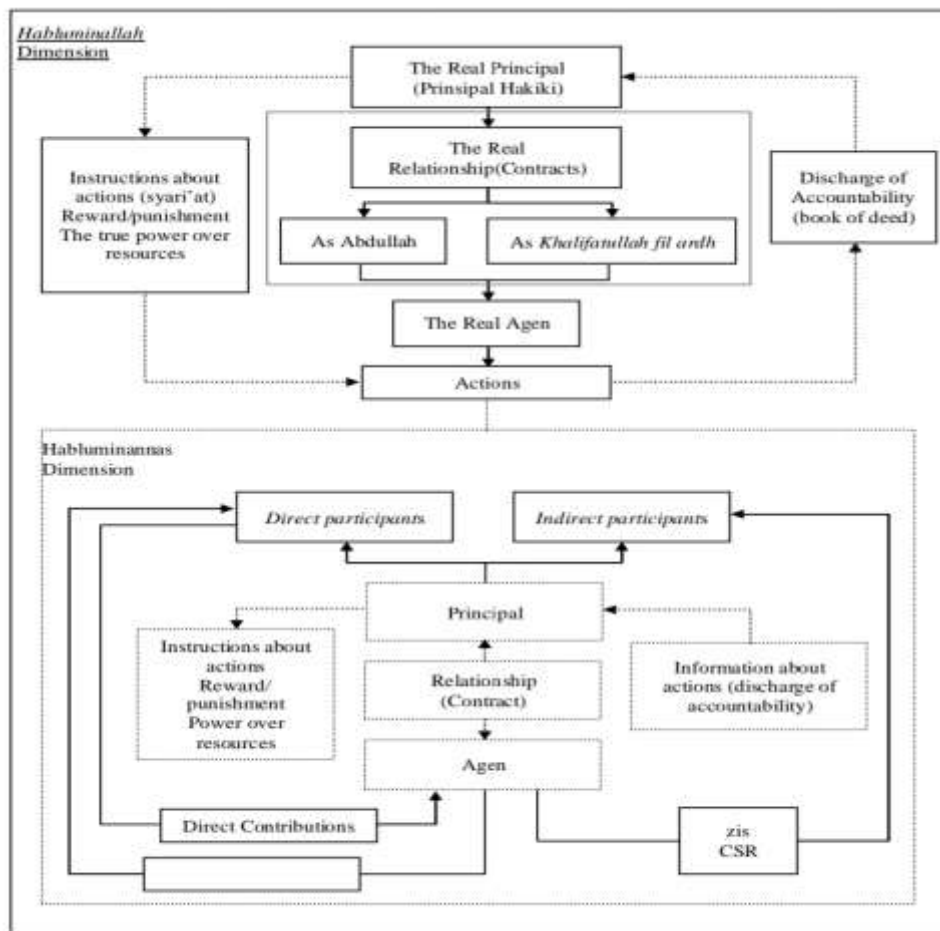 Habluminallah
Dimension
The Real Principal
(Prinsipal Hakiki)
The Real
Relationship(Contracts)
Instructions about
actions (syari'at)
Reward/punishment
The true power over
resources
Discharge of
Accountability
(book of deed)
As Abdullah
As Khalifatullah fil ardh
The Real Agen
Actions
Habluminannas
Dimension
Direct participants
Indirect participants
Principal
Instructions about
actions
Reward/
punishment
Power over
resources
Relationship
(Contract)
Information about
actions (discharge of
accountability)
Agen
Direct Contributions
zis
CSR